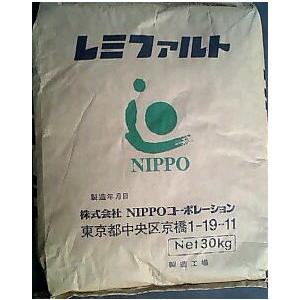 レミファルト
NIPPO
製造年月日
株式会社 NIPPOコーポレーション
東京都中央区京橋1-19-11
Net30kg
製造工場